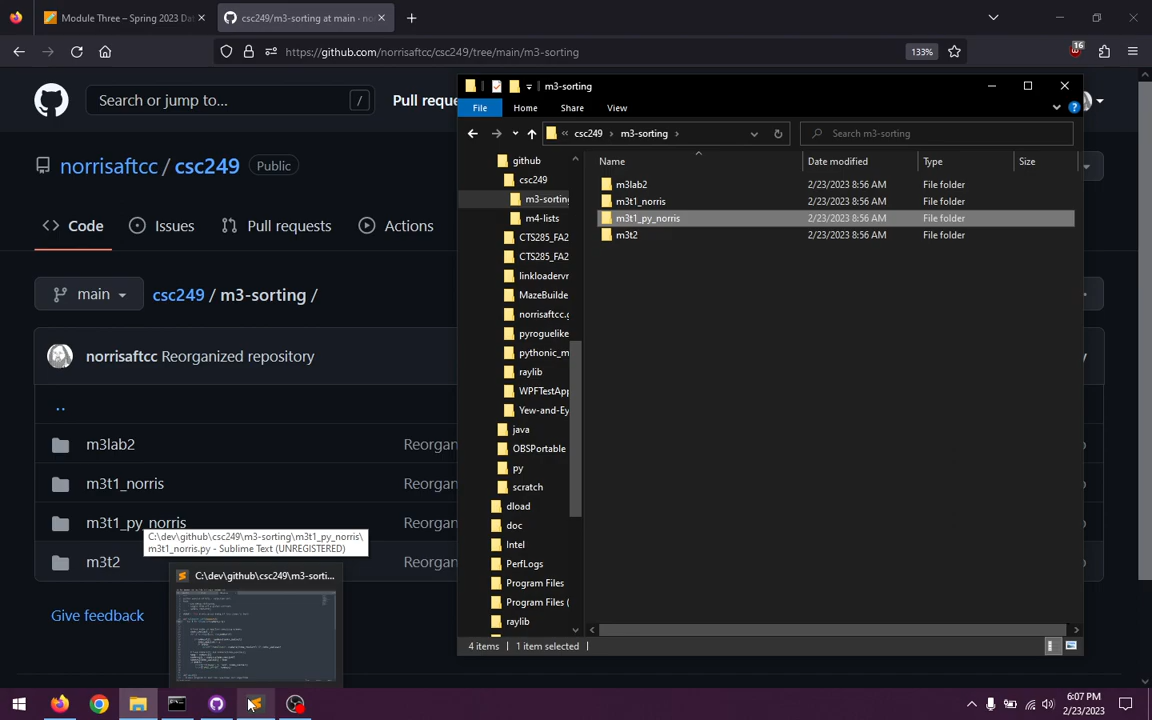 Module Three – Spring 2023 Da
csc249/m3-sorting at main · no
https://github.com/norrisaftcc/csc249/tree/main/m3-sorting
133%
16
Search or jump to...
/
Pull reque
norrisaftcc / csc249
Public
Code
Issues
Pull requests
Actions
main
csc249 / m3-sorting /
norrisaftcc Reorganized repository
..
m3lab2
Reorgan
m3t1_norris
Reorgan
m3t1_py_norris
Reorgan
m3t2
Reorgan
Give feedback
C:\dev\github\csc249\m3-sorting\m3t1_py_norris\
m3t1_norris.py - Sublime Text (UNREGISTERED)
C:\dev\github\csc249\m3-sorti...
m3-sorting
File
Home
Share
View
csc249
m3-sorting
Search m3-sorting
github
csc249
m3-sorting
m4-lists
CTS285_FA2
CTS285_FA2
linkloadervr
MazeBuilde
norrisaftcc.g
pyroguelike
pythonic_m
raylib
WPFTestApp
Yew-and-Ey
java
OBSPortable
py
scratch
dload
doc
Intel
PerfLogs
Program Files
Program Files (
raylib
Name
Date modified
Type
Size
m3lab2
2/23/2023 8:56 AM
File folder
m3t1_norris
2/23/2023 8:56 AM
File folder
m3t1_py_norris
2/23/2023 8:56 AM
File folder
m3t2
2/23/2023 8:56 AM
File folder
4 items
1 item selected
6:07 PM
2/23/2023